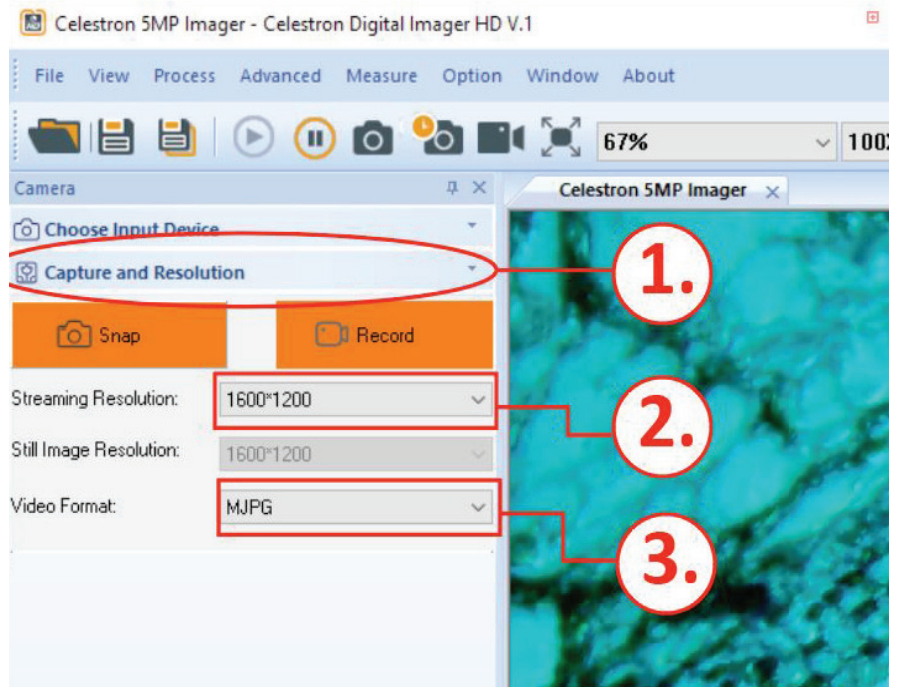 Celestron 5MP Imager - Celestron Digital Imager HD V.1
File View Process Advanced Measure Option Window About
67% 100
Camera
Celestron 5MP Imager
Choose Input Device
Capture and Resolution
1.
Snap Record
Streaming Resolution: 1600*1200
2.
Still Image Resolution: 1600*1200
Video Format: MJPG
3.